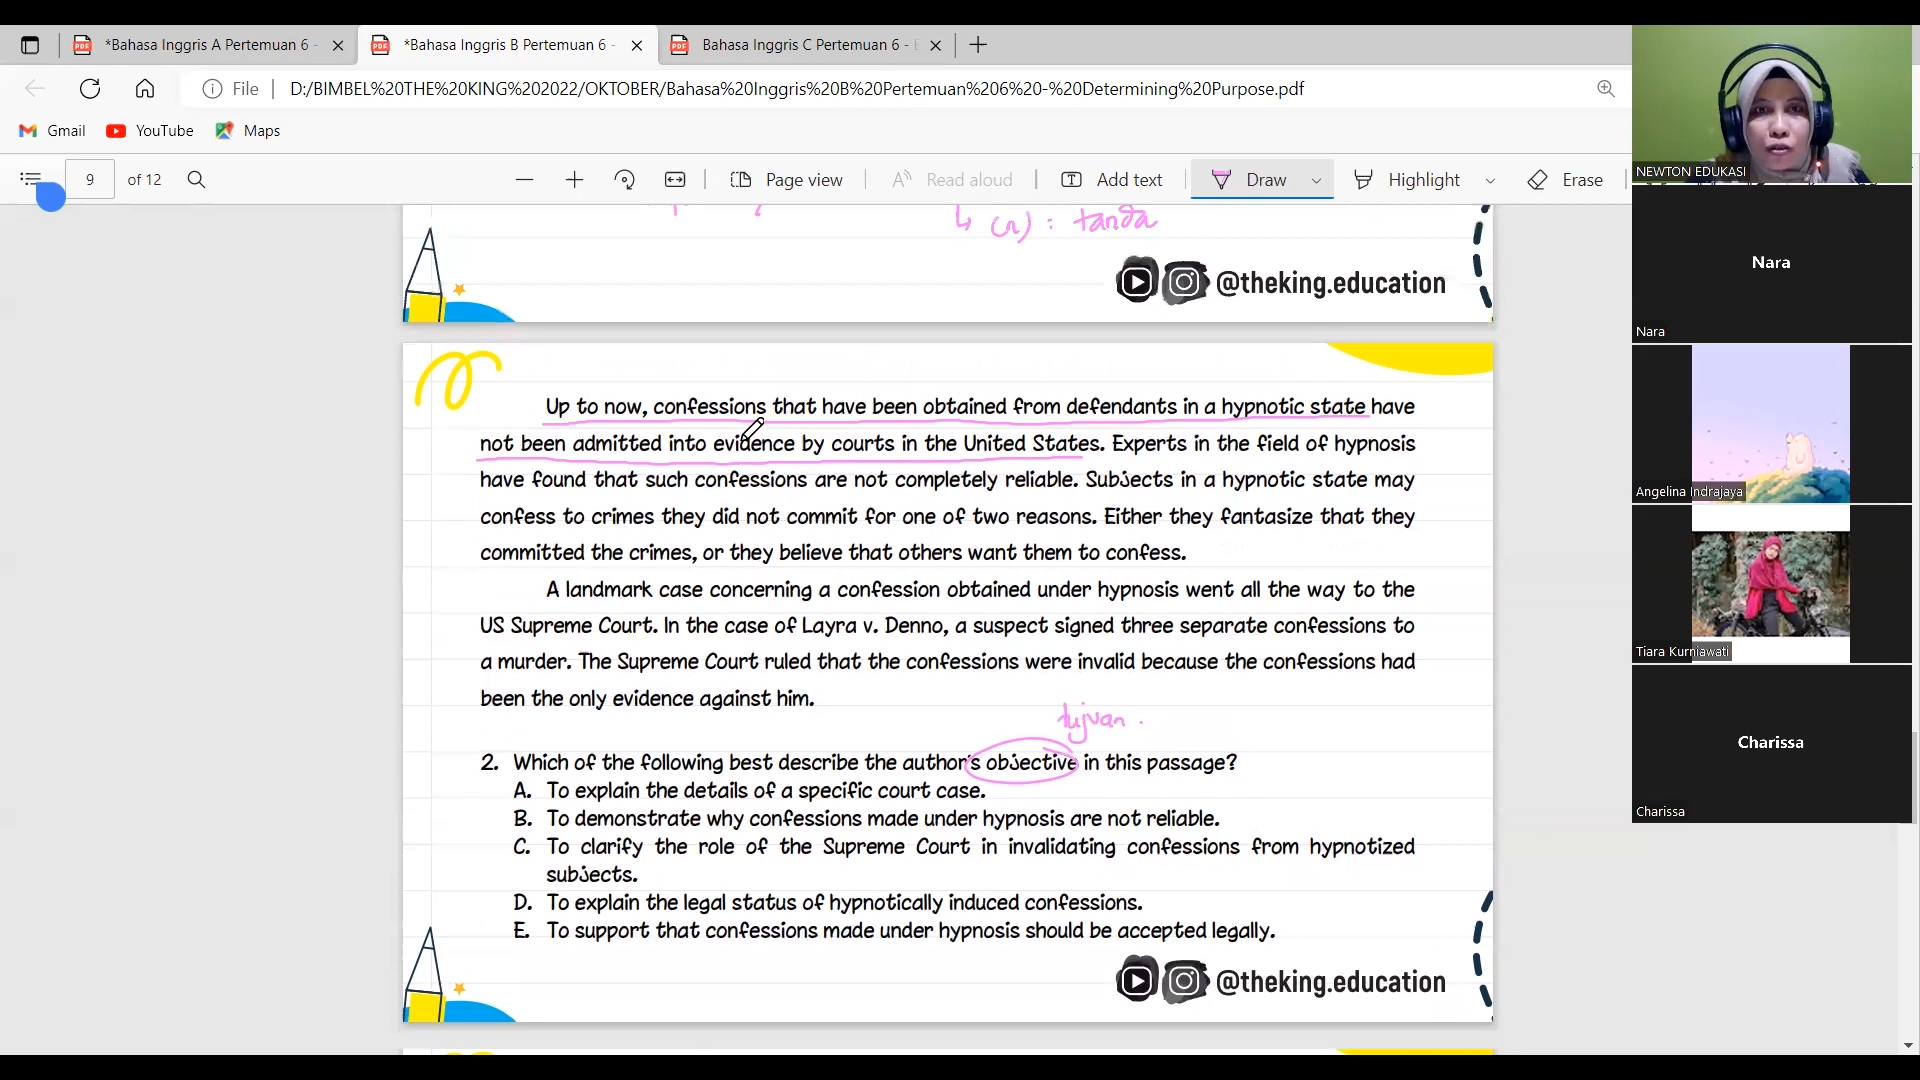 *Bahasa Inggris A Pertemuan 6 -
*Bahasa Inggris B Pertemuan 6 -
Bahasa Inggris C Pertemuan 6 -
File
D:/BIMBEL%20THE%20KING%202022/OKTOBER/Bahasa%20Inggris%20B%20Pertemuan%206%20-%20Determining%20Purpose.pdf
Gmail
YouTube
Maps
9 of 12
Page view
Read aloud
Add text
Draw
Highlight
Erase
(n) : tanda
@theking.education
Up to now, confessions that have been obtained from defendants in a hypnotic state have
not been admitted into evidence by courts in the United States. Experts in the field of hypnosis
have found that such confessions are not completely reliable. Subjects in a hypnotic state may
confess to crimes they did not commit for one of two reasons. Either they fantasize that they
committed the crimes, or they believe that others want them to confess.
A landmark case concerning a confession obtained under hypnosis went all the way to the
US Supreme Court. In the case of Layra v. Denno, a suspect signed three separate confessions to
a murder. The Supreme Court ruled that the confessions were invalid because the confessions had
been the only evidence against him.
tujuan .
2. Which of the following best describe the author's objective in this passage?
A. To explain the details of a specific court case.
B. To demonstrate why confessions made under hypnosis are not reliable.
C. To clarify the role of the Supreme Court in invalidating confessions from hypnotized
subjects.
D. To explain the legal status of hypnotically induced confessions.
E. To support that confessions made under hypnosis should be accepted legally.
@theking.education
NEWTON EDUKASI
Nara
Nara
Angelina Indrajaya
Tiara Kurniawati
Charissa
Charissa